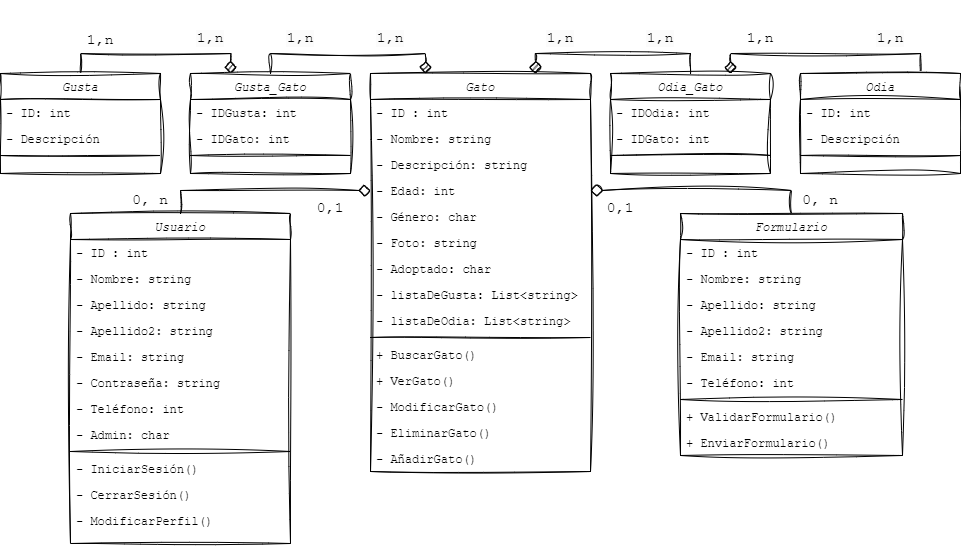 1,n
1,n
1,n
1,n
1,n
1,n
1,n
1,n
Gusta
- ID: int
- Descripción
Gusta_Gato
- IDGusta: int
- IDGato: int
Gato
- ID : int
- Nombre: string
- Descripción: string
- Edad: int
- Género: char
- Foto: string
- Adoptado: char
- listaDeGusta: List<string>
- listaDeOdia: List<string>
+ BuscarGato()
+ VerGato()
- ModificarGato()
- EliminarGato()
- AñadirGato()
Odia_Gato
- IDOdia: int
- IDGato: int
Odia
- ID: int
- Descripción
0, n
0,1
0,1
0, n
Usuario
- ID : int
- Nombre: string
- Apellido: string
- Apellido2: string
- Email: string
- Contraseña: string
- Teléfono: int
- Admin: char
- IniciarSesión()
- CerrarSesión()
- ModificarPerfil()
Formulario
- ID : int
- Nombre: string
- Apellido: string
- Apellido2: string
- Email: string
- Teléfono: int
+ ValidarFormulario()
+ EnviarFormulario()